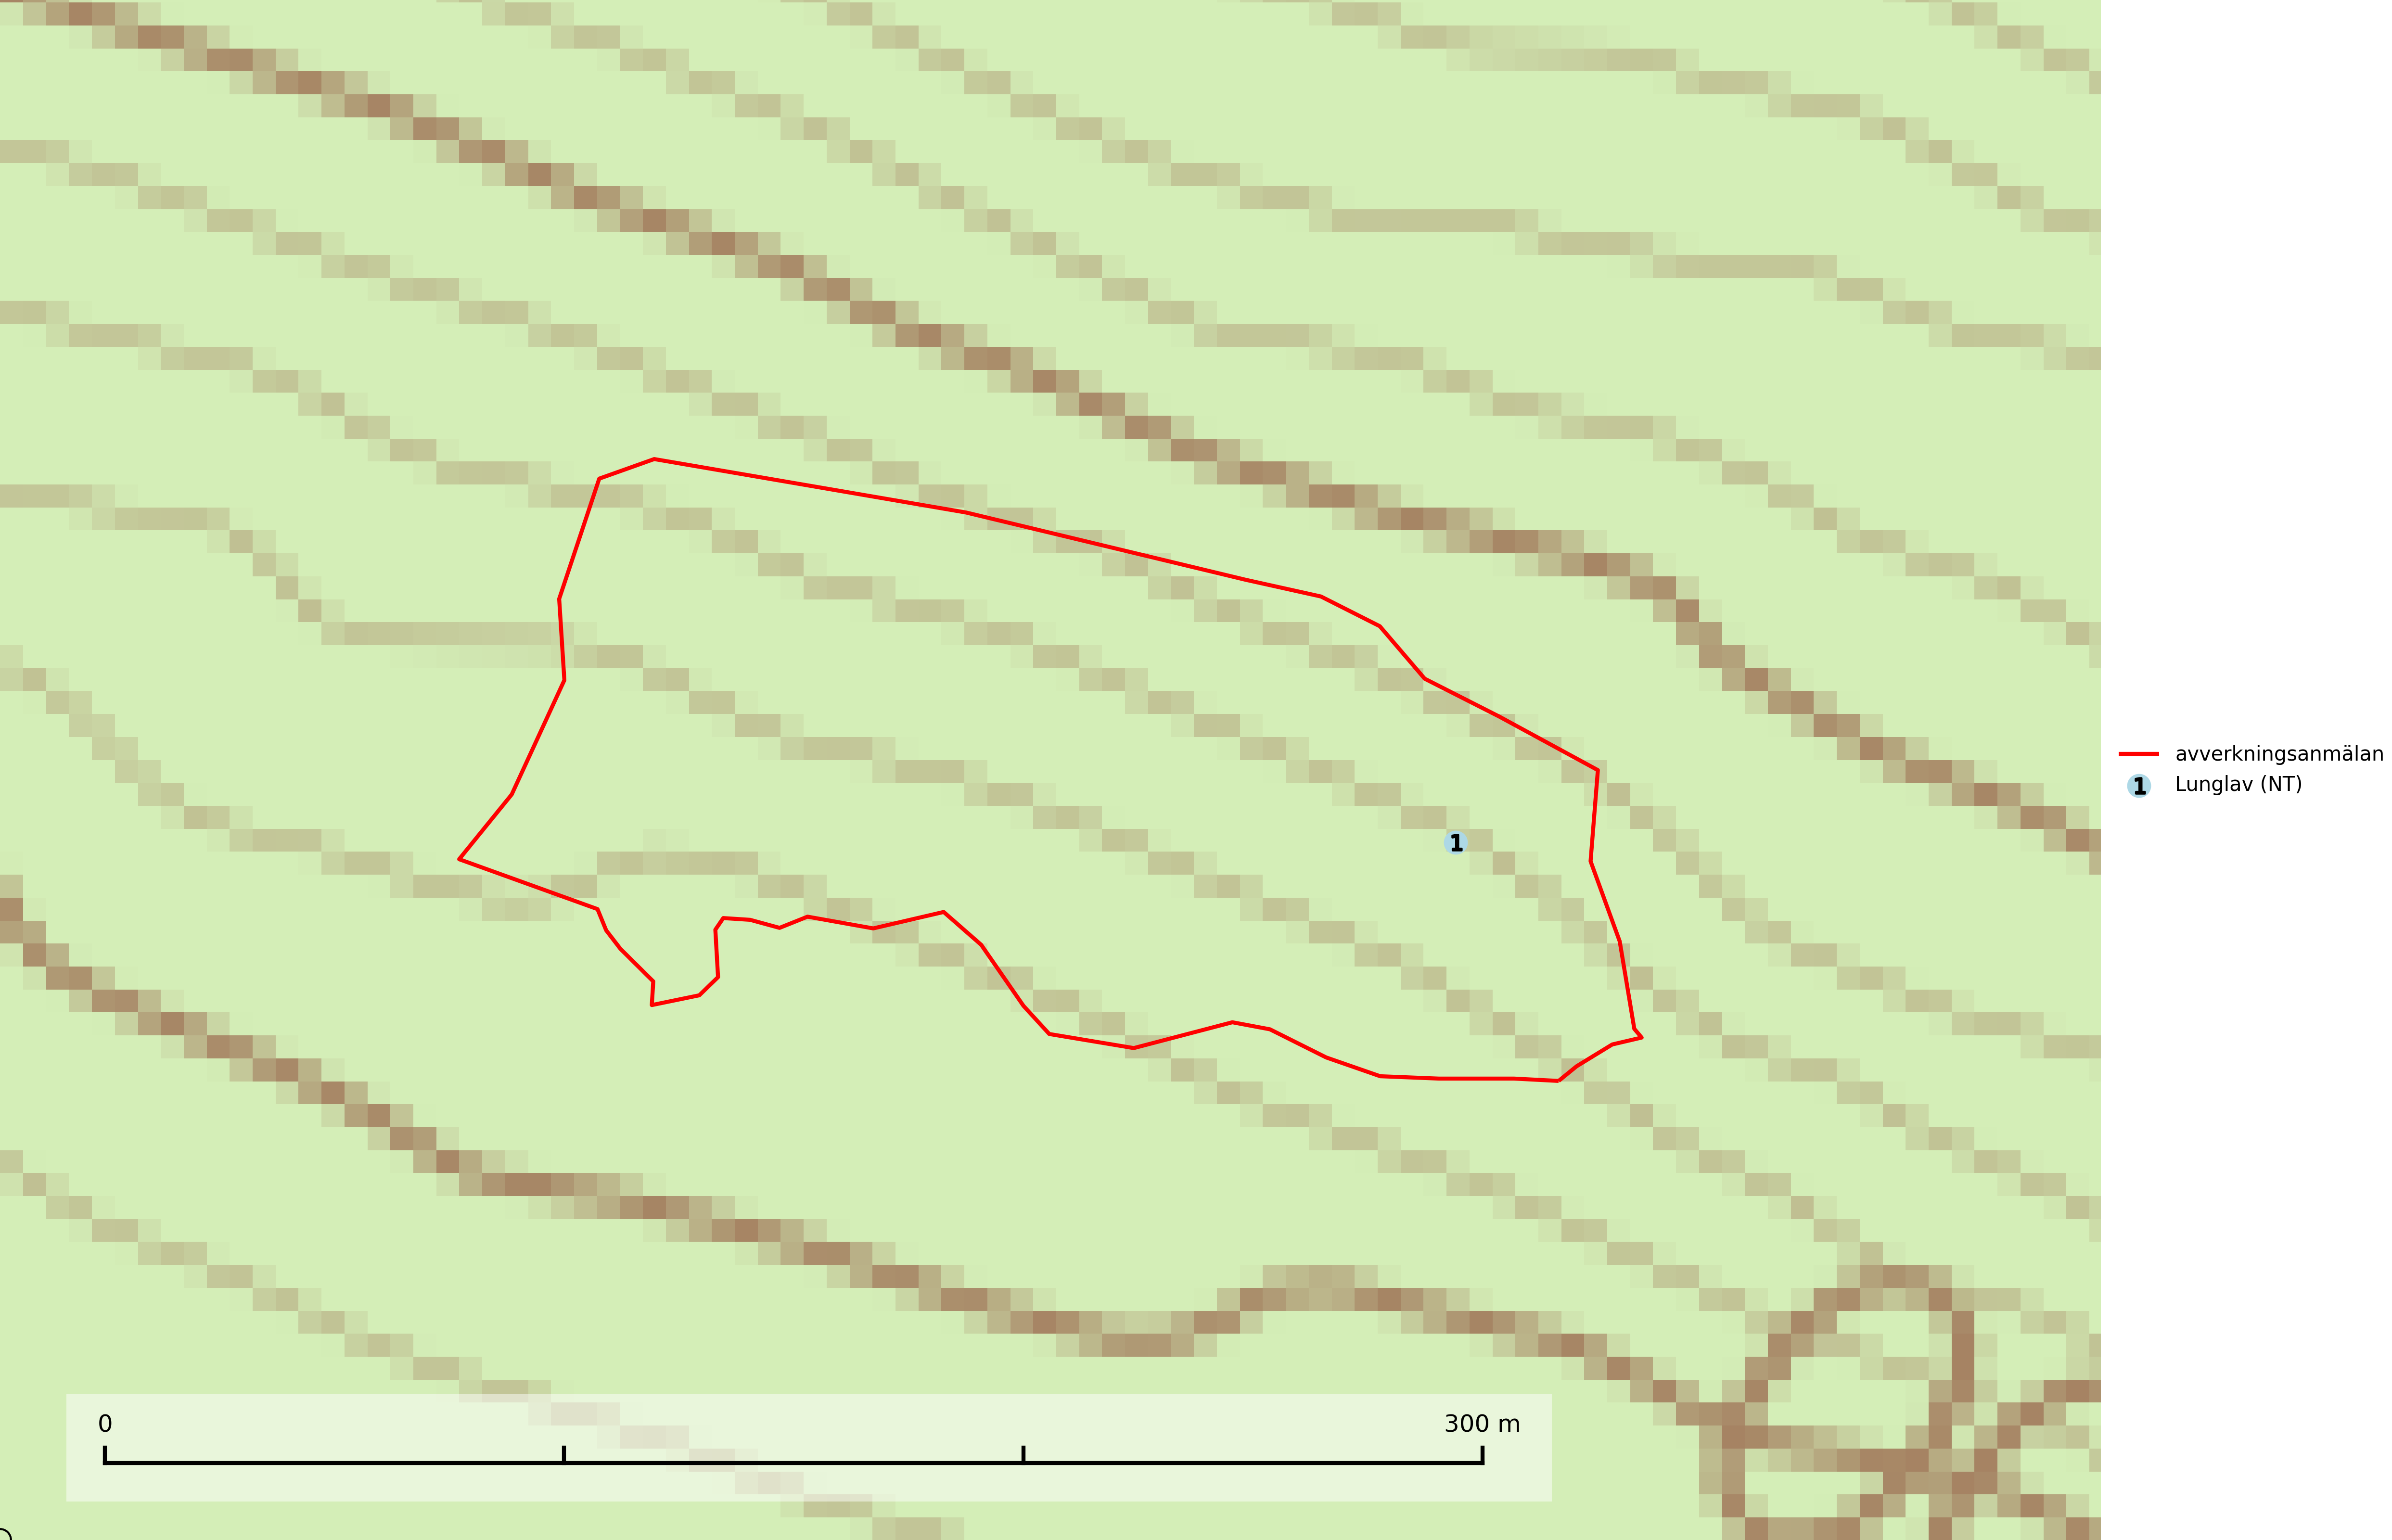 avverkningsanmälan
1 Lunglav (NT)
1
0 300 m